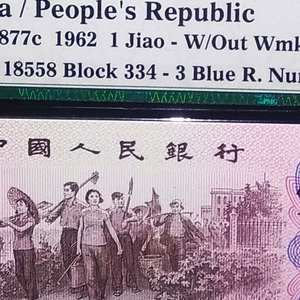 a / People's Republic
877c 1962 1 Jiao - W/Out Wmk
18558 Block 334 - 3 Blue R. Nu
中國人民銀行